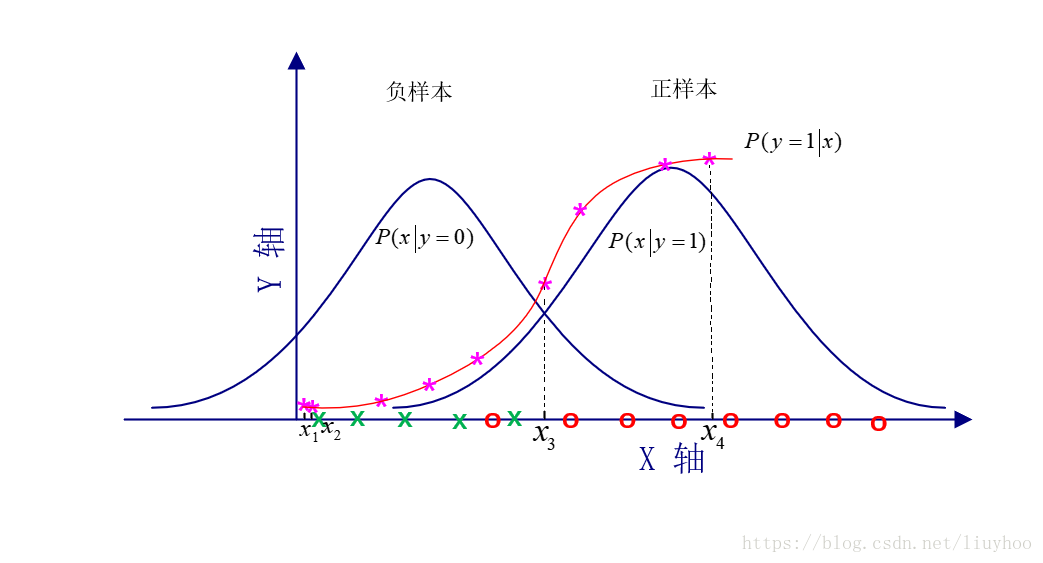 负样本
正样本
P(y=1|x)
P(x|y=0)
P(x|y=1)
Y 轴
x1
x2
x3
x4
X 轴
https://blog.csdn.net/liuyhoo